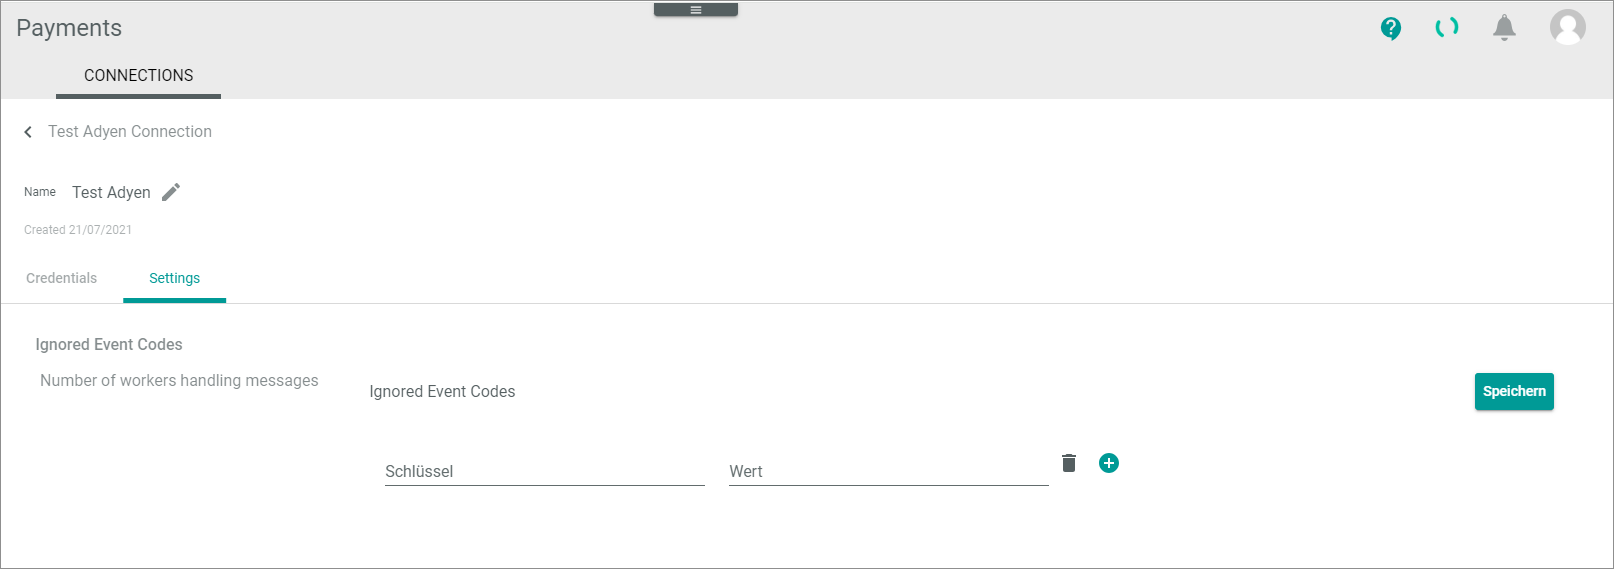 Payments
CONNECTIONS
Test Adyen Connection
Name Test Adyen
Created 21/07/2021
Credentials Settings
Ignored Event Codes
Number of workers handling messages
Ignored Event Codes
Speichern
Schlüssel Wert